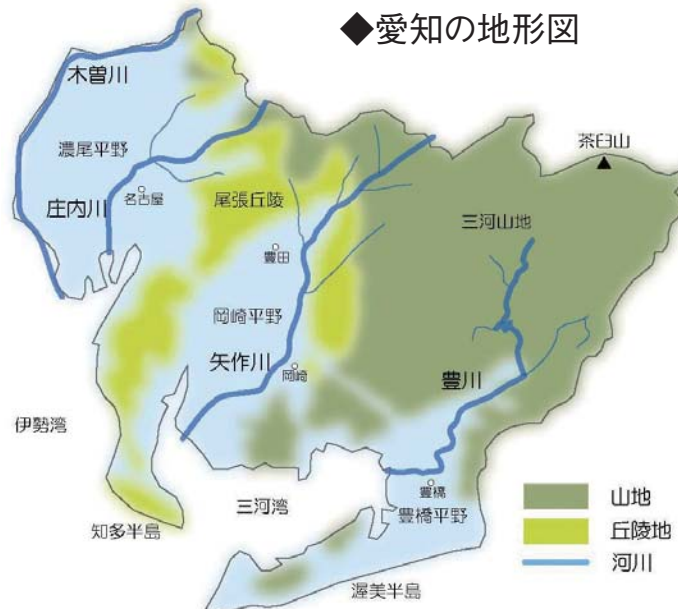 ◆愛知の地形図
木曽川
茶臼山
濃尾平野
名古屋
尾張丘陵
庄内川
三河山地
豊田
岡崎平野
矢作川
岡崎
豊川
伊勢湾
豊橋
三河湾
豊橋平野
知多半島
渥美半島
山地
丘陵地
河川